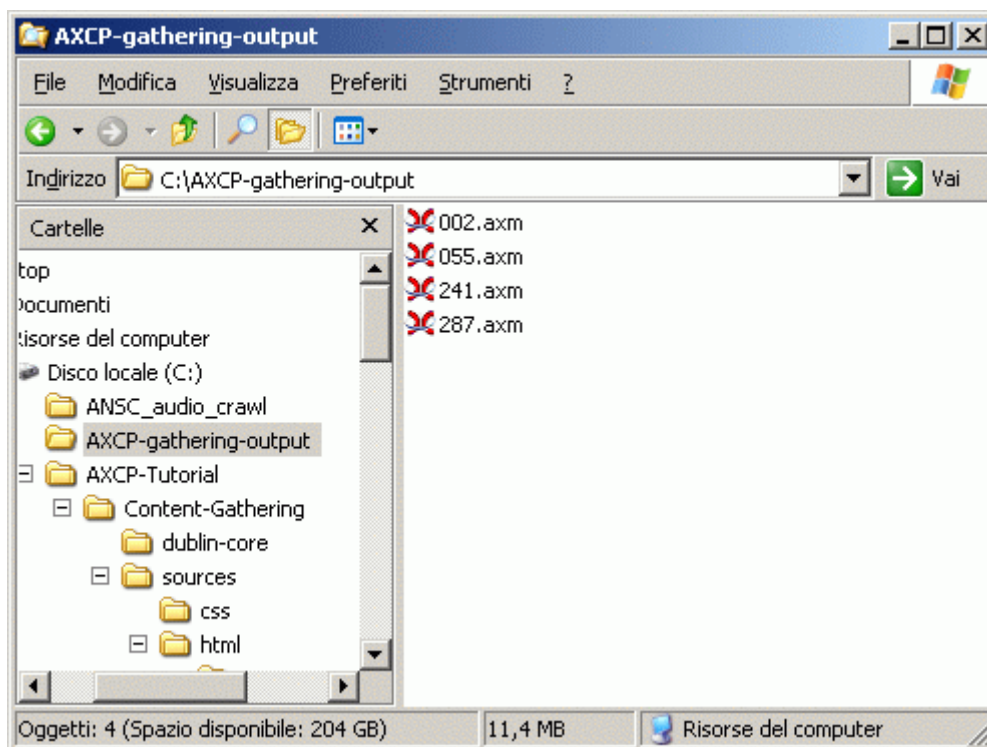 AXCP-gathering-output
File Modifica Visualizza Preferiti Strumenti ?
Indirizzo C:\AXCP-gathering-output Vai
Cartelle
top
ocumenti
isorse del computer
Disco locale (C:)
ANSC_audio_crawl
AXCP-gathering-output
AXCP-Tutorial
Content-Gathering
dublin-core
sources
css
html
002.axm
055.axm
241.axm
287.axm
Oggetti: 4 (Spazio disponibile: 204 GB) 11,4 MB Risorse del computer